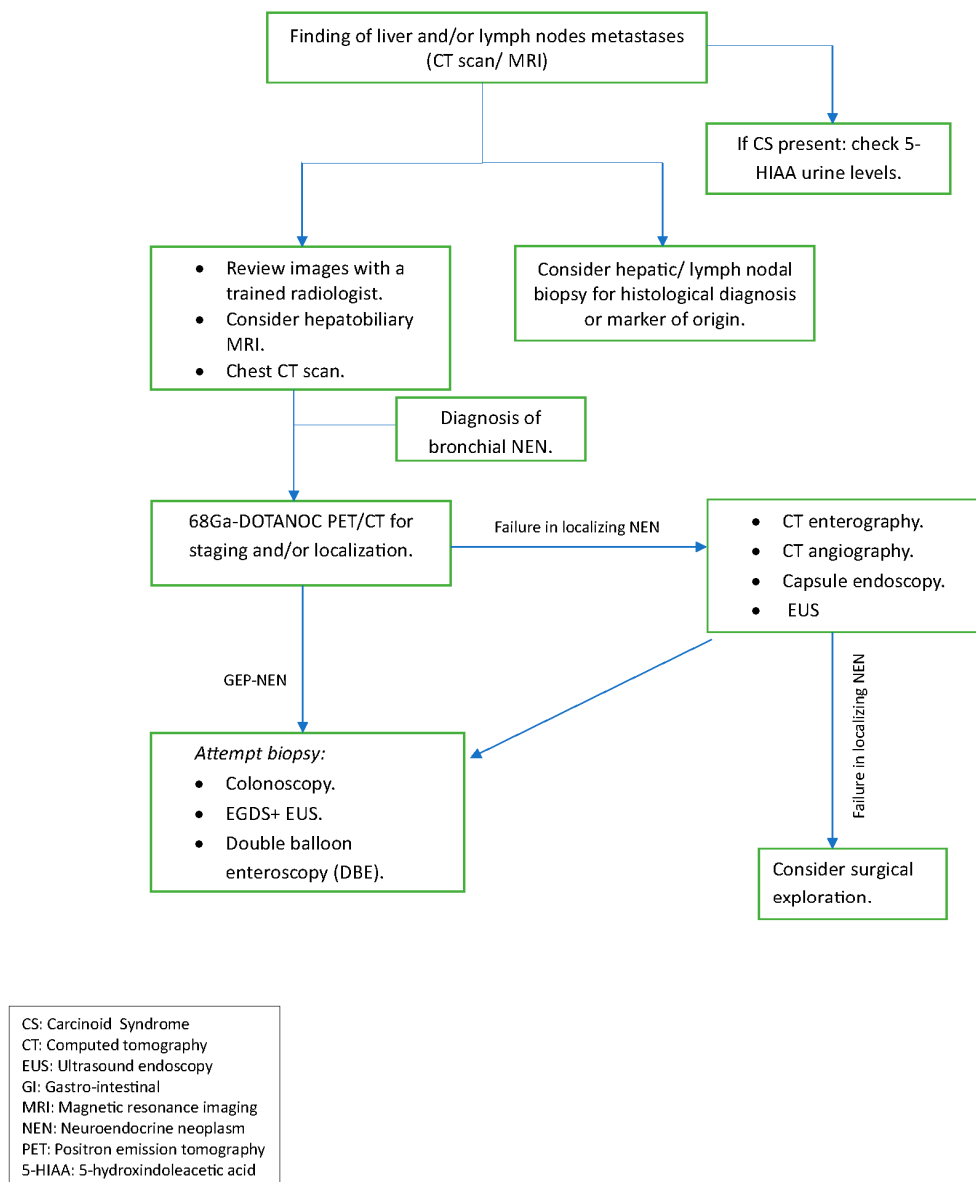 Finding of liver and/or lymph nodes metastases
(CT scan/ MRI)
If CS present: check 5-
HIAA urine levels.
● Review images with a
trained radiologist.
● Consider hepatobiliary
MRI.
● Chest CT scan.
Consider hepatic/ lymph nodal
biopsy for histological diagnosis
or marker of origin.
Diagnosis of
bronchial NEN.
68Ga-DOTANOC PET/CT for
staging and/or localization.
Failure in localizing NEN
● CT enterography.
● CT angiography.
● Capsule endoscopy.
● EUS
GEP-NEN
Failure in localizing NEN
Attempt biopsy:
● Colonoscopy.
● EGDS+ EUS.
● Double balloon
enteroscopy (DBE).
Consider surgical
exploration.
CS: Carcinoid Syndrome
CT: Computed tomography
EUS: Ultrasound endoscopy
GI: Gastro-intestinal
MRI: Magnetic resonance imaging
NEN: Neuroendocrine neoplasm
PET: Positron emission tomography
5-HIAA: 5-hydroxindoleacetic acid